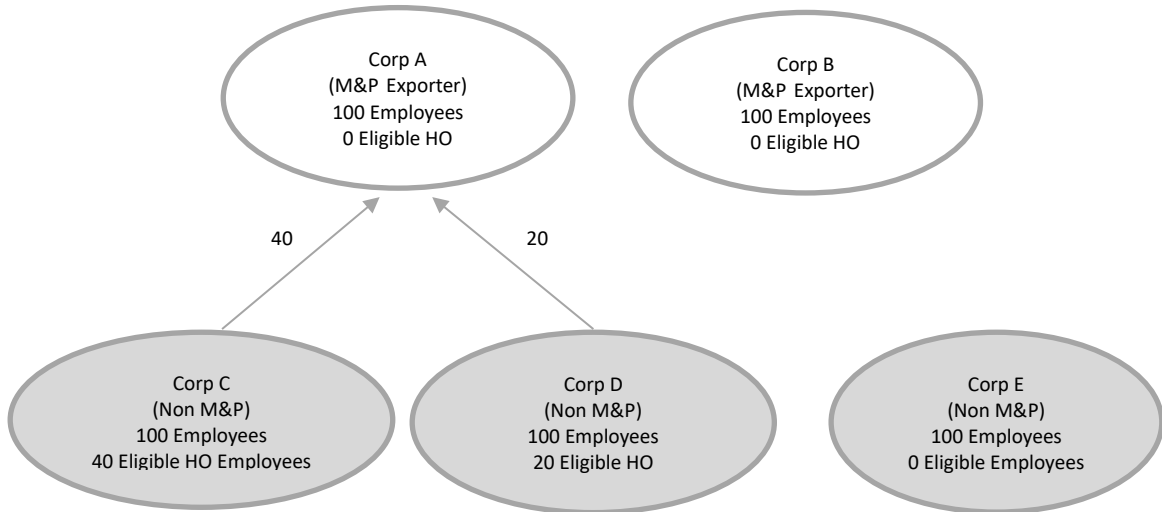 Corp A
(M&P Exporter)
100 Employees
0 Eligible HO
Corp B
(M&P Exporter)
100 Employees
0 Eligible HO
40
20
Corp C
(Non M&P)
100 Employees
40 Eligible HO Employees
Corp D
(Non M&P)
100 Employees
20 Eligible HO
Corp E
(Non M&P)
100 Employees
0 Eligible Employees